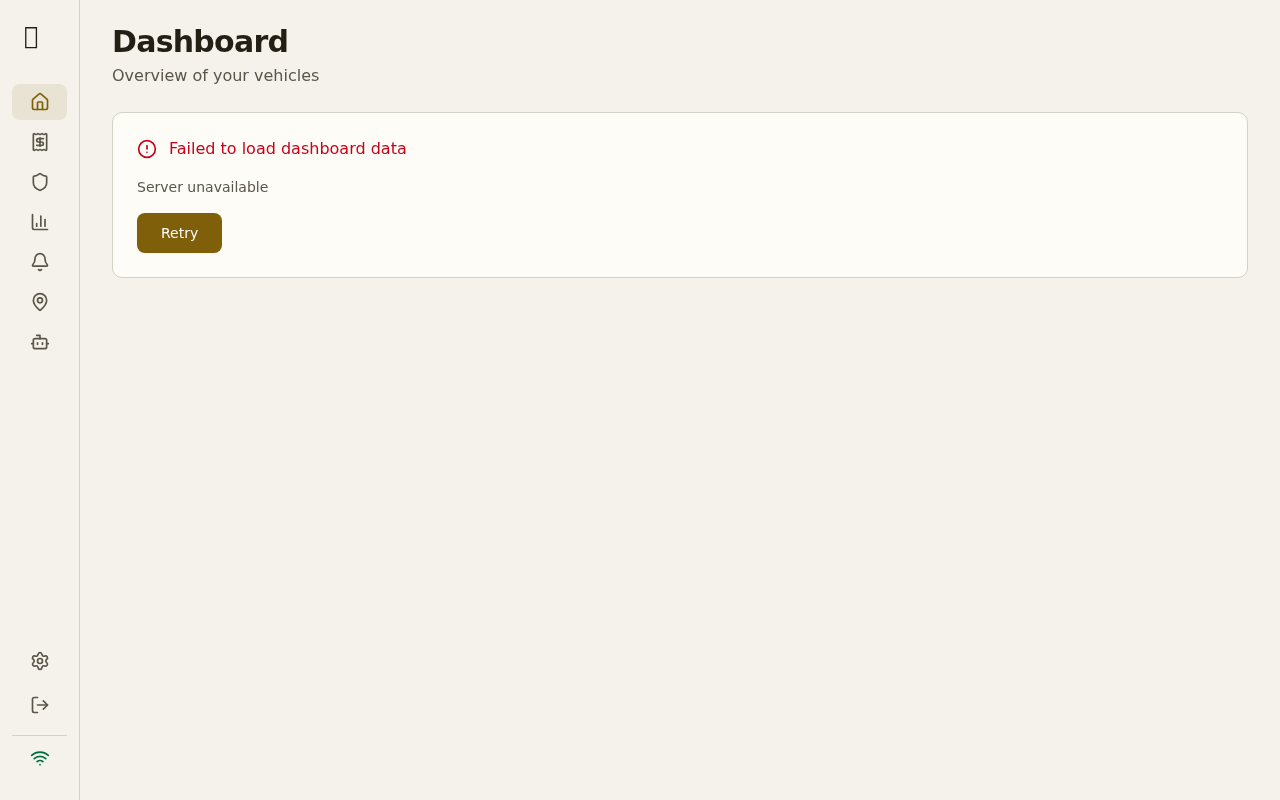 Dashboard
Overview of your vehicles
Failed to load dashboard data
Server unavailable
Retry